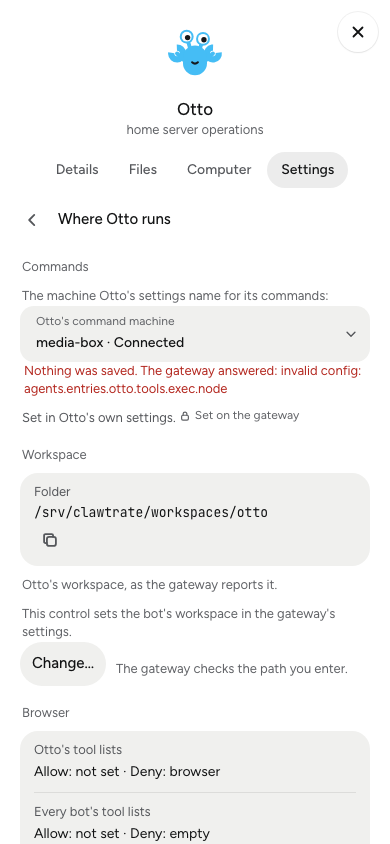 Otto
home server operations
Details
Files
Computer
Settings
Where Otto runs
Commands
The machine Otto's settings name for its commands:
Otto's command machine
media-box · Connected
Nothing was saved. The gateway answered: invalid config:
agents.entries.otto.tools.exec.node
Set in Otto's own settings. Set on the gateway
Workspace
Folder
/srv/clawtrate/workspaces/otto
Otto's workspace, as the gateway reports it.
This control sets the bot's workspace in the gateway's
settings.
Change...
The gateway checks the path you enter.
Browser
Otto's tool lists
Allow: not set · Deny: browser
Every bot's tool lists
Allow: not set · Deny: empty